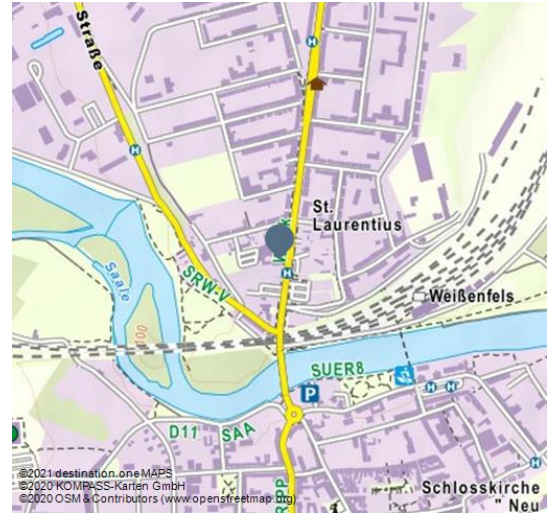 Straße
H
H
St.
Laurentius
H
Saale
SRW-V
100
Weißenfels
SUER8
P
H H
D11 SAA
Schlosskirche
" Neu
©2021 destination.one MAPS
©2020 KOMPASS-Karten GmbH
©2020 OSM & Contributors (www.openstreetmap.org)